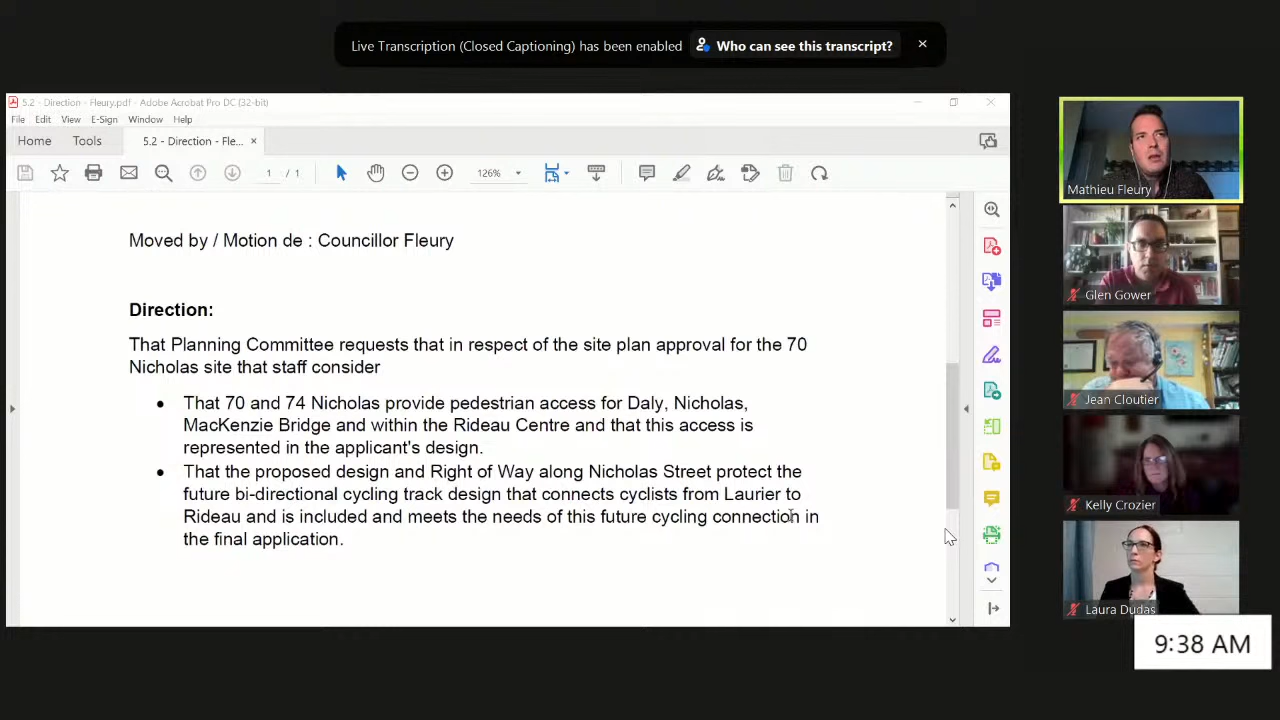 Live Transcription (Closed Captioning) has been enabled Who can see this transcript?
5.2 - Direction - Fleury.pdf - Adobe Acrobat Pro DC (32-bit)
File Edit View E-Sign Window Help
Home Tools 5.2 - Direction - Fle...
1 / 1 126%
Moved by / Motion de : Councillor Fleury
Direction:
That Planning Committee requests that in respect of the site plan approval for the 70
Nicholas site that staff consider
• That 70 and 74 Nicholas provide pedestrian access for Daly, Nicholas,
MacKenzie Bridge and within the Rideau Centre and that this access is
represented in the applicant's design.
• That the proposed design and Right of Way along Nicholas Street protect the
future bi-directional cycling track design that connects cyclists from Laurier to
Rideau and is included and meets the needs of this future cycling connection in
the final application.
Mathieu Fleury
Glen Gower
Jean Cloutier
Kelly Crozier
Laura Dudas
9:38 AM